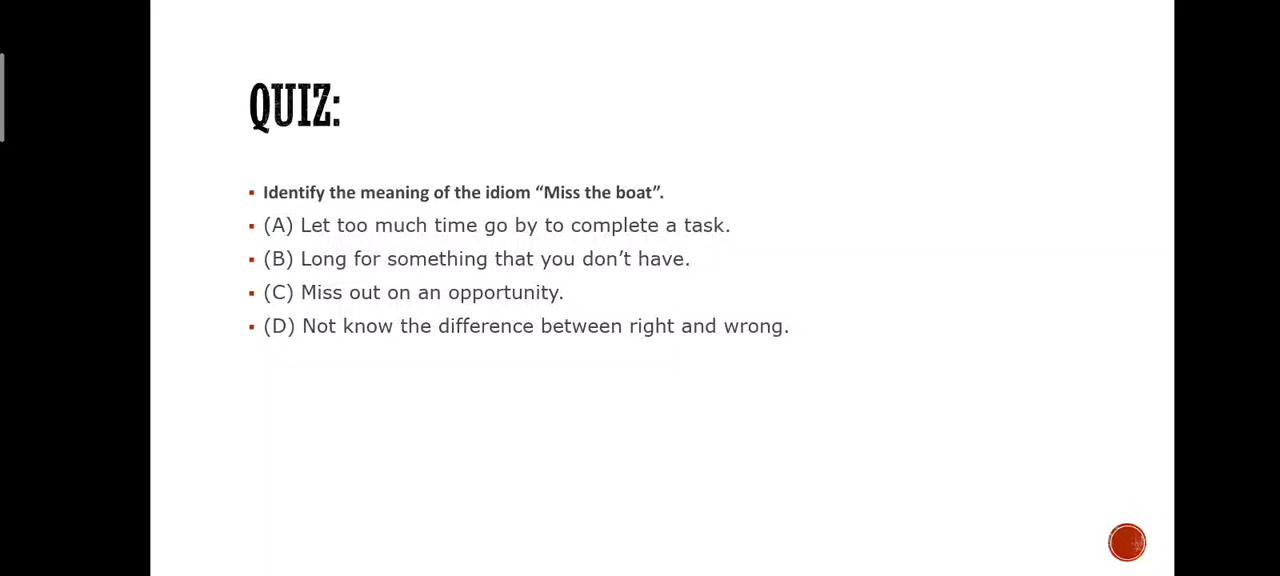 QUIZ:
▪ Identify the meaning of the idiom “Miss the boat”.
▪ (A) Let too much time go by to complete a task.
▪ (B) Long for something that you don’t have.
▪ (C) Miss out on an opportunity.
▪ (D) Not know the difference between right and wrong.